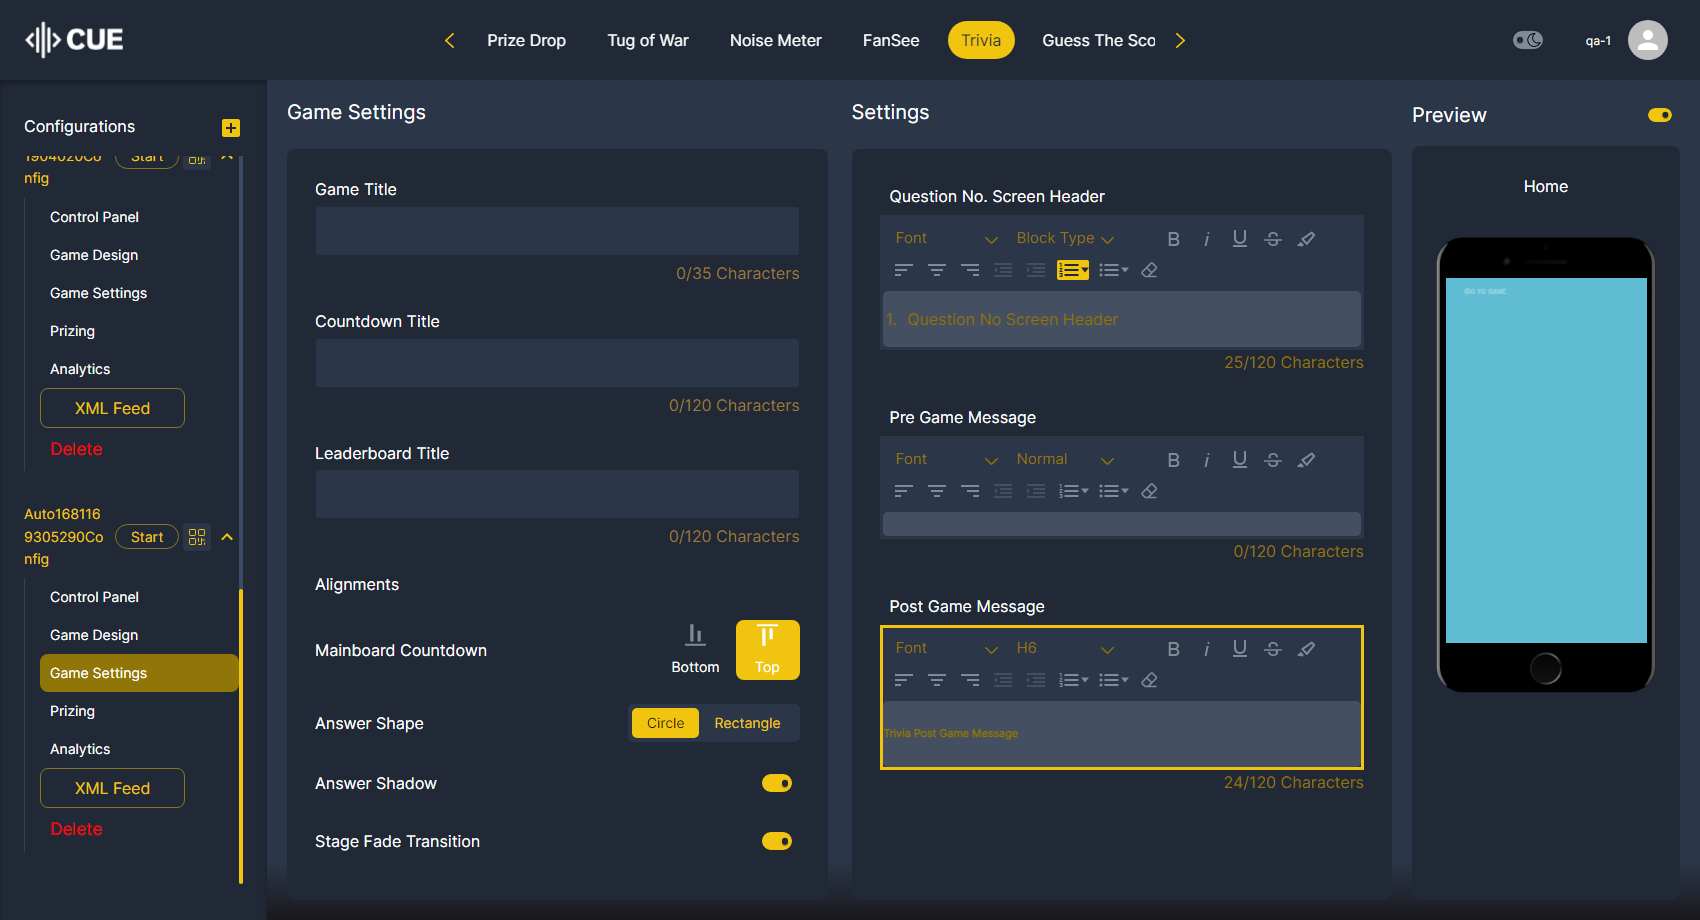 CUE
Prize Drop
Tug of War
Noise Meter
FanSee
Trivia
Guess The Sco
qa-1
Configurations
1904020Co
nfig
Start
Control Panel
Game Design
Game Settings
Prizing
Analytics
XML Feed
Delete
Auto168116
9305290Co
nfig
Start
Control Panel
Game Design
Game Settings
Prizing
Analytics
XML Feed
Delete
Game Settings
Game Title
0/35 Characters
Countdown Title
0/120 Characters
Leaderboard Title
0/120 Characters
Alignments
Mainboard Countdown
Bottom
Top
Answer Shape
Circle
Rectangle
Answer Shadow
Stage Fade Transition
Settings
Question No. Screen Header
Font
Block Type
B i U S
1. Question No Screen Header
25/120 Characters
Pre Game Message
Font
Normal
B i U S
0/120 Characters
Post Game Message
Font
H6
B i U S
Trivia Post Game Message
24/120 Characters
Preview
Home
Go to game